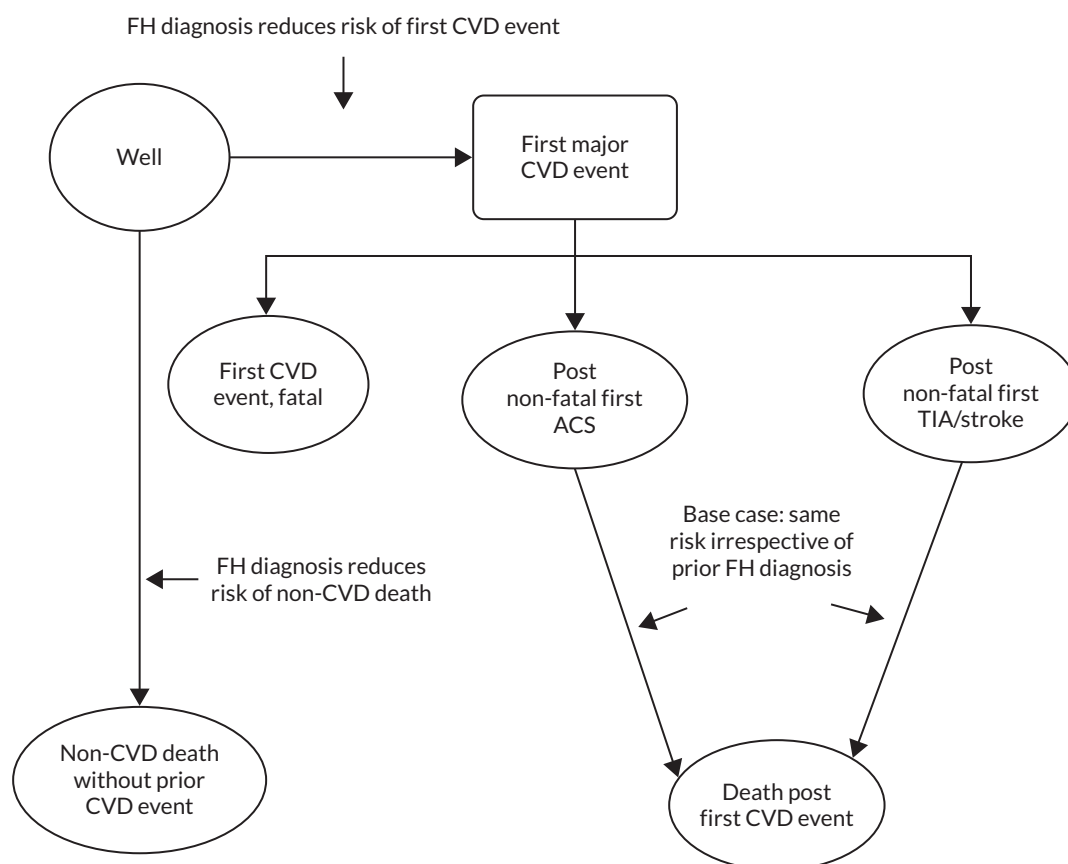 FH diagnosis reduces risk of first CVD event
Well
First major
CVD event
First CVD
event, fatal
Post
non-fatal first
ACS
Post
non-fatal first
TIA/stroke
Base case: same
risk irrespective of
prior FH diagnosis
FH diagnosis reduces
risk of non-CVD death
Non-CVD death
without prior
CVD event
Death post
first CVD event